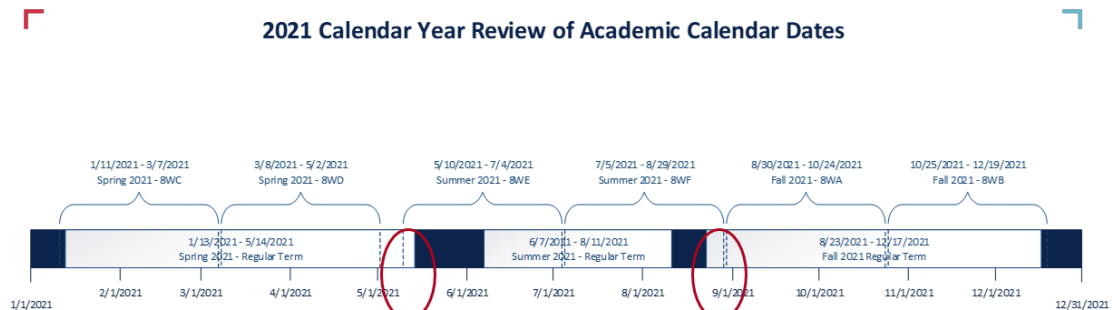 2021 Calendar Year Review of Academic Calendar Dates
1/11/2021 - 3/7/2021
Spring 2021 - 8WC
3/8/2021 - 5/2/2021
Spring 2021 - 8WD
5/10/2021 - 7/4/2021
Summer 2021 - 8WE
7/5/2021 - 8/29/2021
Summer 2021 - 8WF
8/30/2021 - 10/24/2021
Fall 2021 - 8WA
10/25/2021 - 12/19/2021
Fall 2021 - 8WB
1/13/2021 - 5/14/2021
Spring 2021 - Regular Term
6/7/2021 - 8/11/2021
Summer 2021 - Regular Term
8/23/2021 - 12/17/2021
Fall 2021 Regular Term
1/1/2021
2/1/2021
3/1/2021
4/1/2021
5/1/2021
6/1/2021
7/1/2021
8/1/2021
9/1/2021
10/1/2021
11/1/2021
12/1/2021
12/31/2021